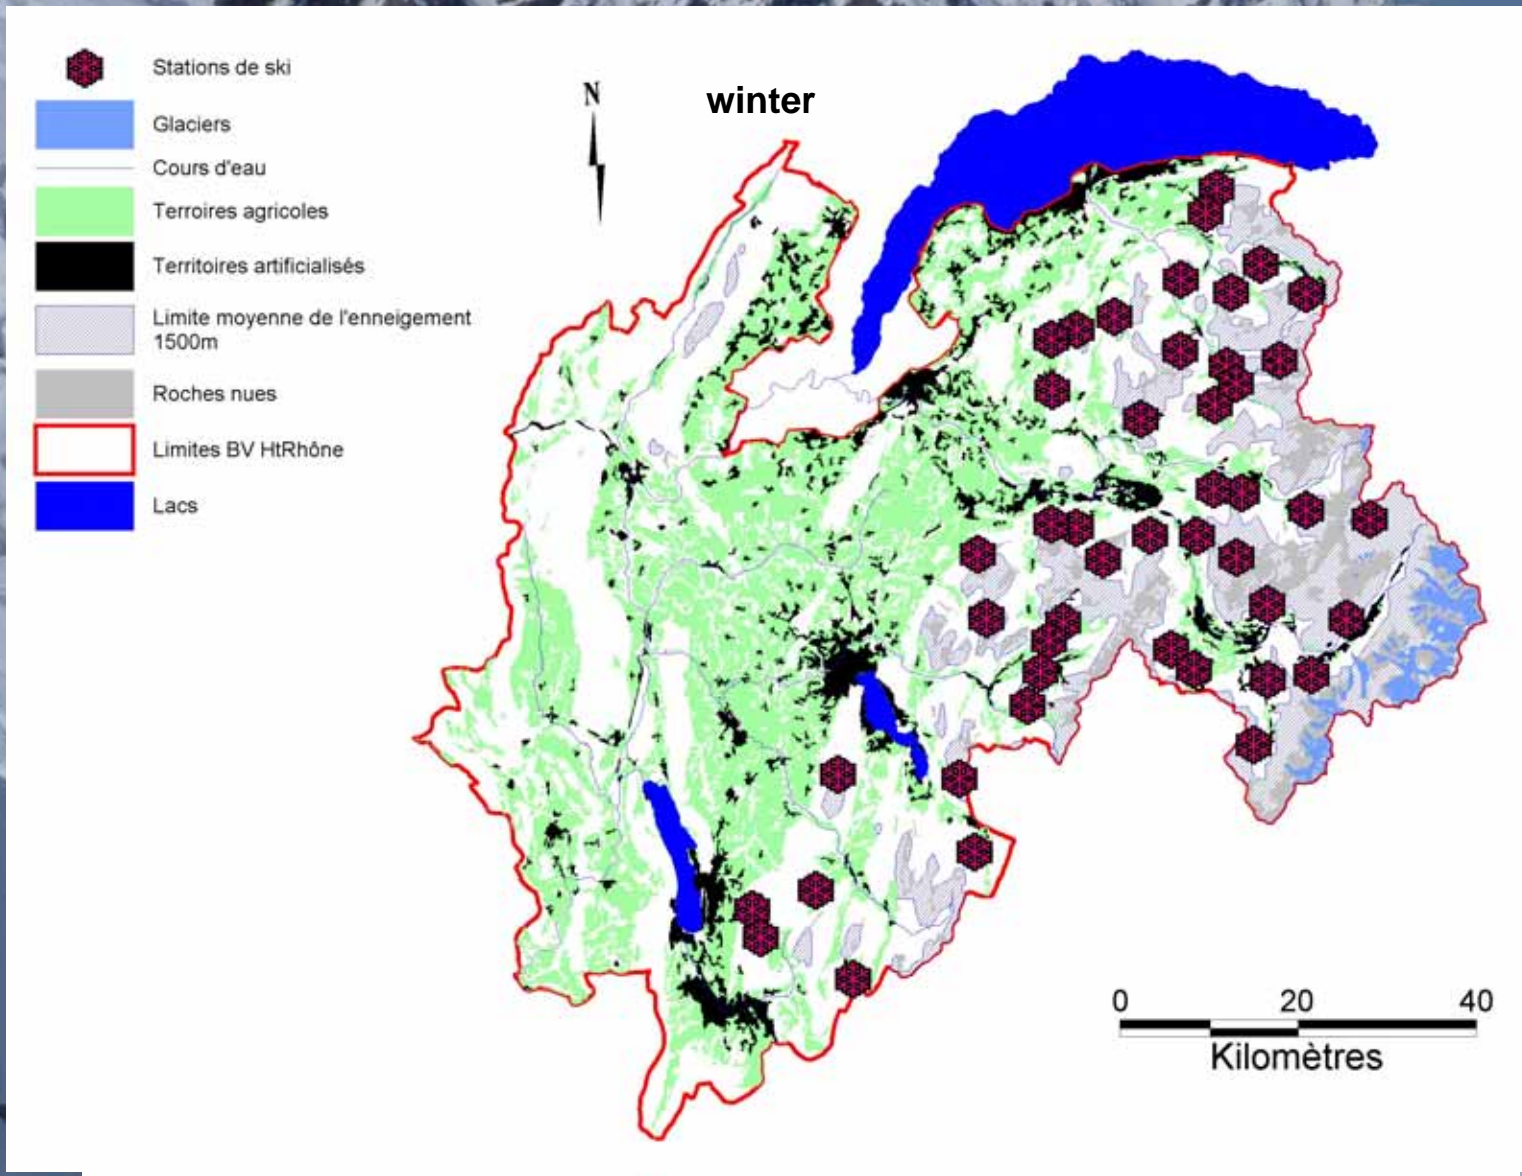 winter
N
Stations de ski
Glaciers
Cours d'eau
Terroires agricoles
Territoires artificialisés
Limite moyenne de l'enneigement
1500m
Roches nues
Limites BV HtRhône
Lacs
0 20 40
Kilomètres